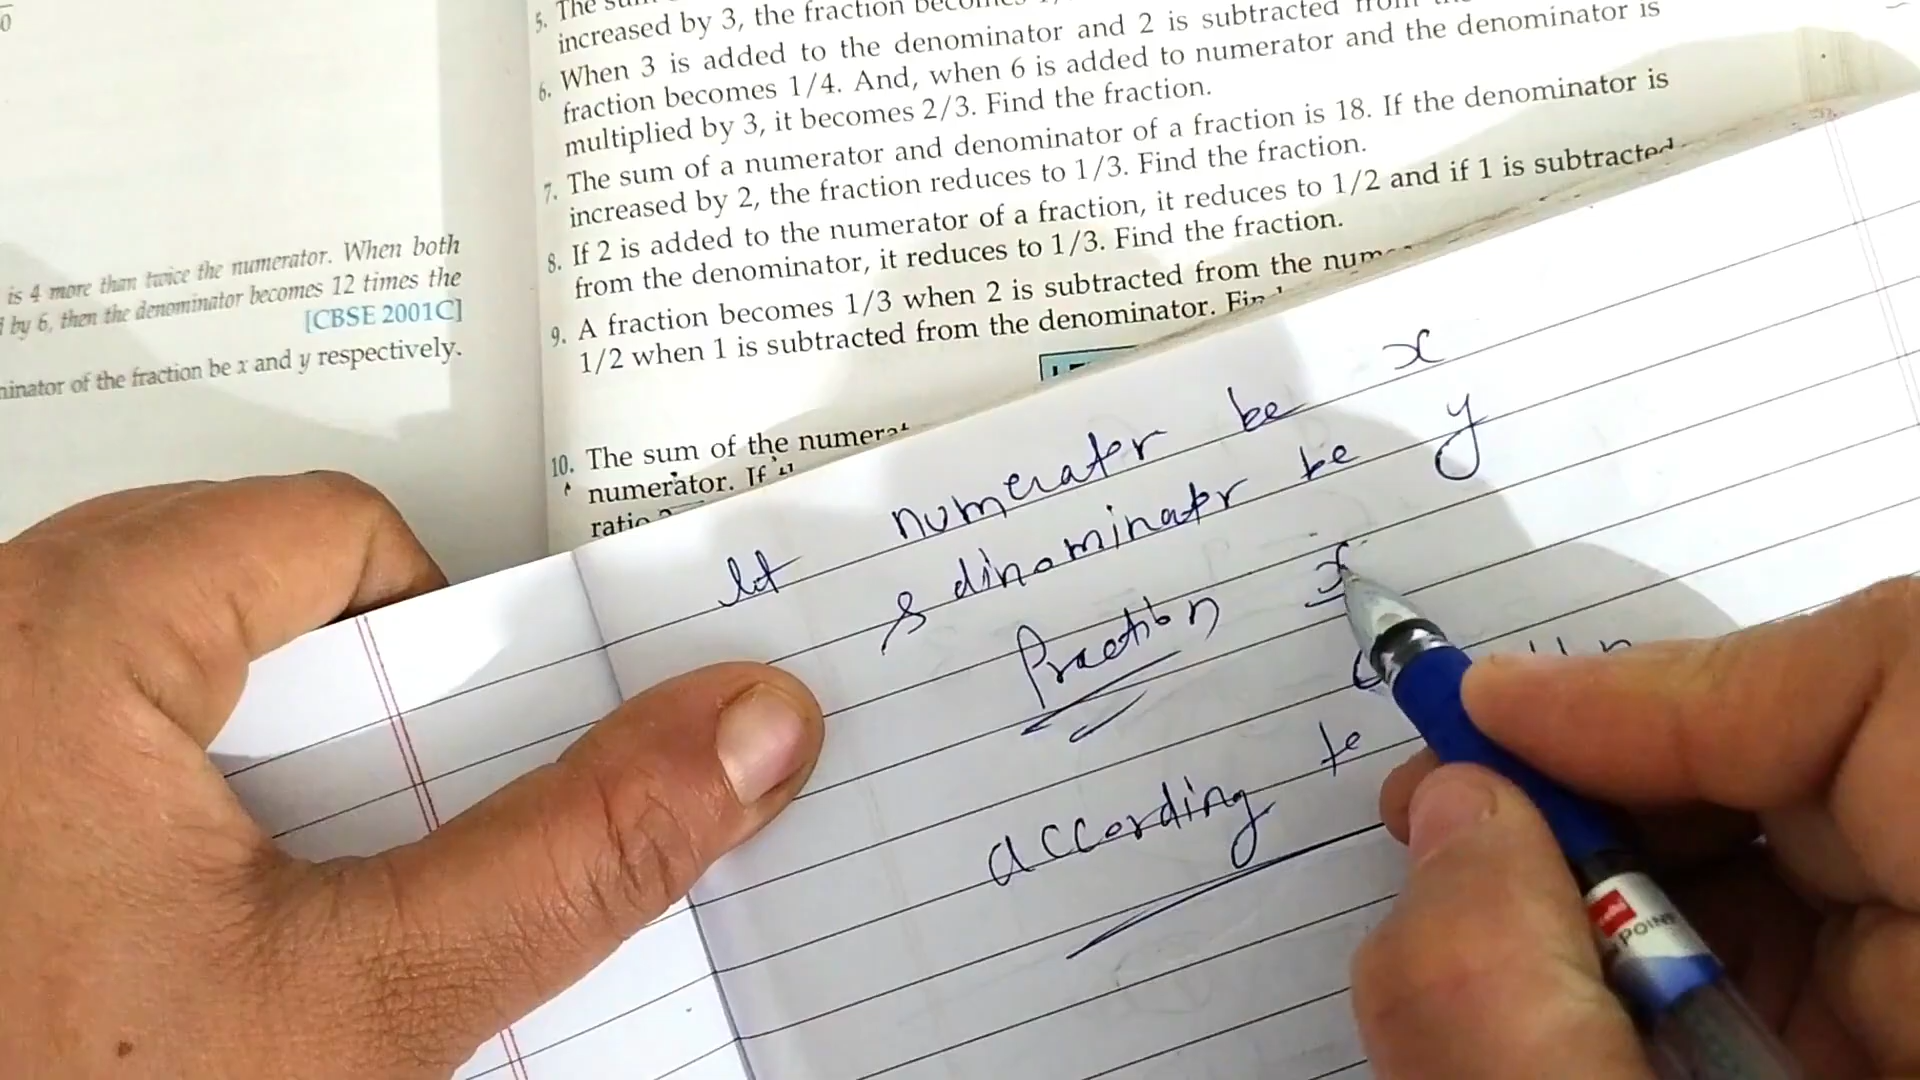 0
is 4 more than twice the numerator. When both
by 6, then the denominator becomes 12 times the
[CBSE 2001C]
of the fraction be x and y respectively.
5. The
increased by 3, the fraction
6. When 3 is added to the denominator and 2 is subtracted from
fraction becomes 1/4. And, when 6 is added to numerator and the denominator is
multiplied by 3, it becomes 2/3. Find the fraction.
7. The sum of a numerator and denominator of a fraction is 18. If the denominator is
increased by 2, the fraction reduces to 1/3. Find the fraction.
8. If 2 is added to the numerator of a fraction, it reduces to 1/2 and if 1 is subtracted
from the denominator, it reduces to 1/3. Find the fraction.
9. A fraction becomes 1/3 when 2 is subtracted from the
1/2 when 1 is subtracted from the denominator.
10. The sum of the
numerator. If
let numerator be x
& dinominator be y
fraction x
according to
POINT